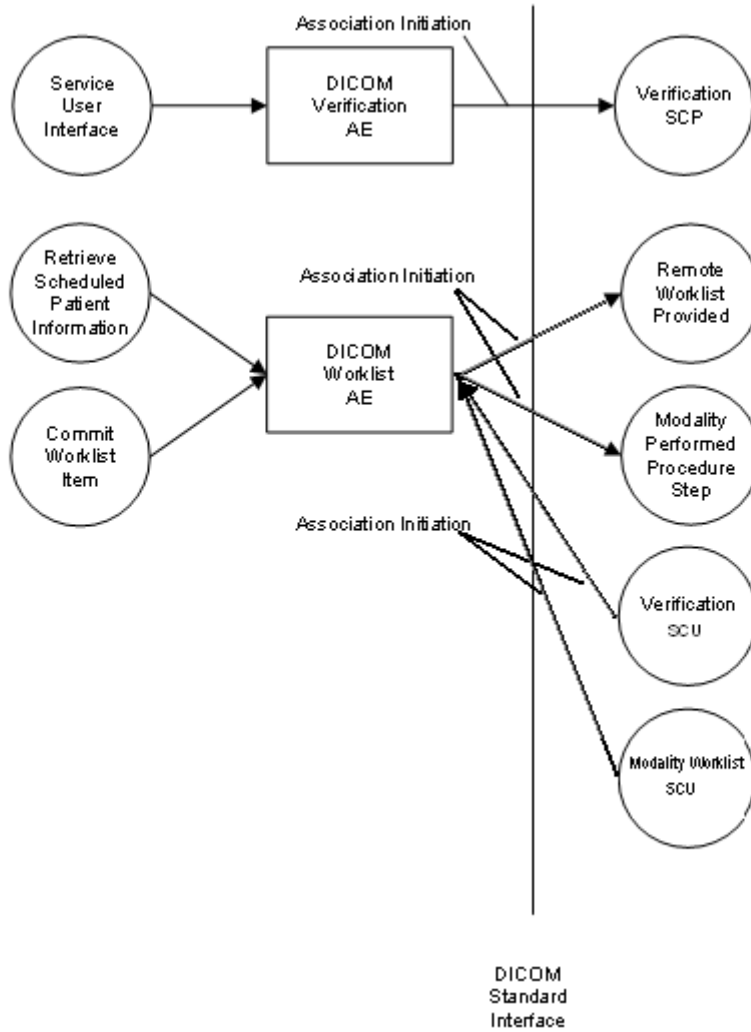 Association Initiation
Service
User
Interface
DICOM
Verification
AE
Verification
SCP
Retrieve
Scheduled
Patient
Information
Association Initiation
Remote
Worklist
Provided
DICOM
Worklist
AE
Commit
Worklist
Item
Modality
Performed
Procedure
Step
Association Initiation
Verification
SCU
Modality Worklist
SCU
DICOM
Standard
Interface